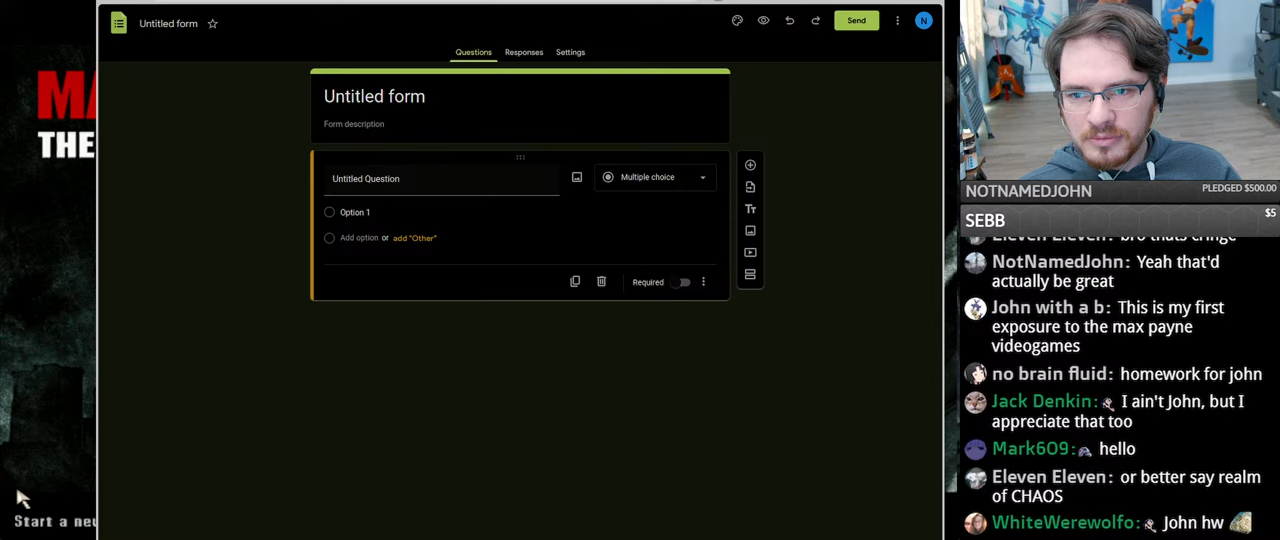 Untitled form
Send
N
Questions
Responses
Settings
Untitled form
Form description
Untitled Question
Multiple choice
Option 1
Add option or add "Other"
Required
THE
NOTNAMEDJOHN
PLEDGED $500.00
SEBB
$5
Eleven Eleven: bro thats cringe
NotNamedJohn: Yeah that'd
actually be great
John with a b: This is my first
exposure to the max payne
videogames
no brain fluid: homework for john
Jack Denkin: I ain't John, but I
appreciate that too
Mark609: hello
Eleven Eleven: or better say realm
of CHAOS
WhiteWerewolfo: John hw
Start a